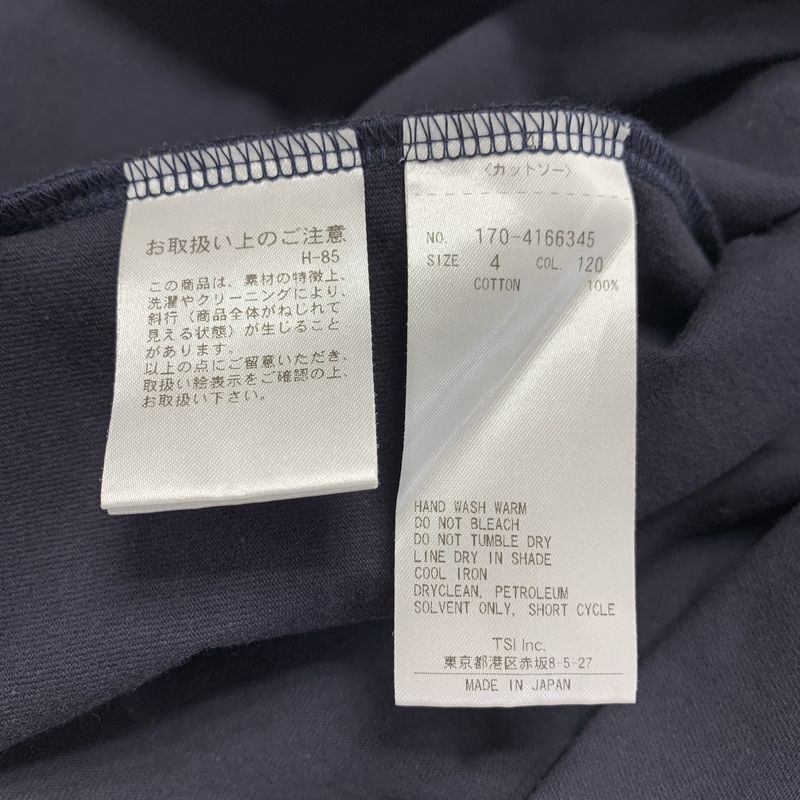 お取扱い上のご注意
H-85
この商品は、素材の特徴上、
洗濯やクリーニングにより、
斜行（商品全体がねじれて
見える状態）が生じること
があります。
以上の点にご留意いただき、
取扱い絵表示をご確認の上、
お取扱い下さい。
〈カットソー〉
NO. 170-4166345
SIZE 4 COL. 120
COTTON 100%
HAND WASH WARM
DO NOT BLEACH
DO NOT TUMBLE DRY
LINE DRY IN SHADE
COOL IRON
DRYCLEAN, PETROLEUM
SOLVENT ONLY, SHORT CYCLE
TSI Inc.
東京都港区赤坂8-5-27
MADE IN JAPAN